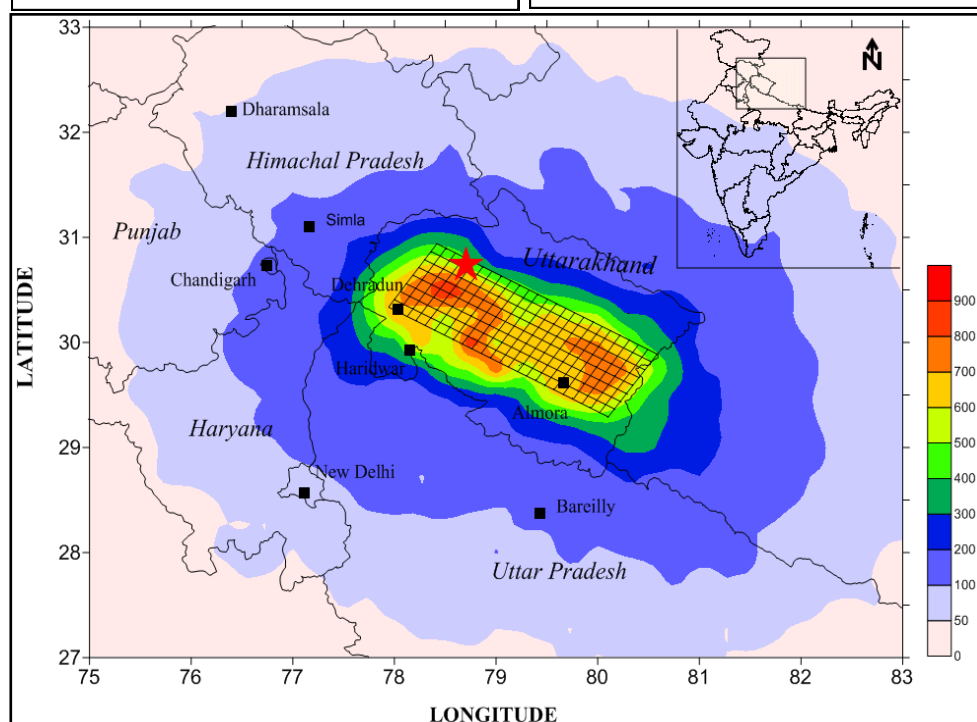 33
32
31
30
29
28
27
LATITUDE
75
76
77
78
79
80
81
82
83
LONGITUDE
N
Dharamsala
Himachal Pradesh
Simla
Punjab
Chandigarh
Uttarakhand
Dehradun
Haridwar
Almora
Haryana
New Delhi
Bareilly
Uttar Pradesh
900
800
700
600
500
400
300
200
100
50
0